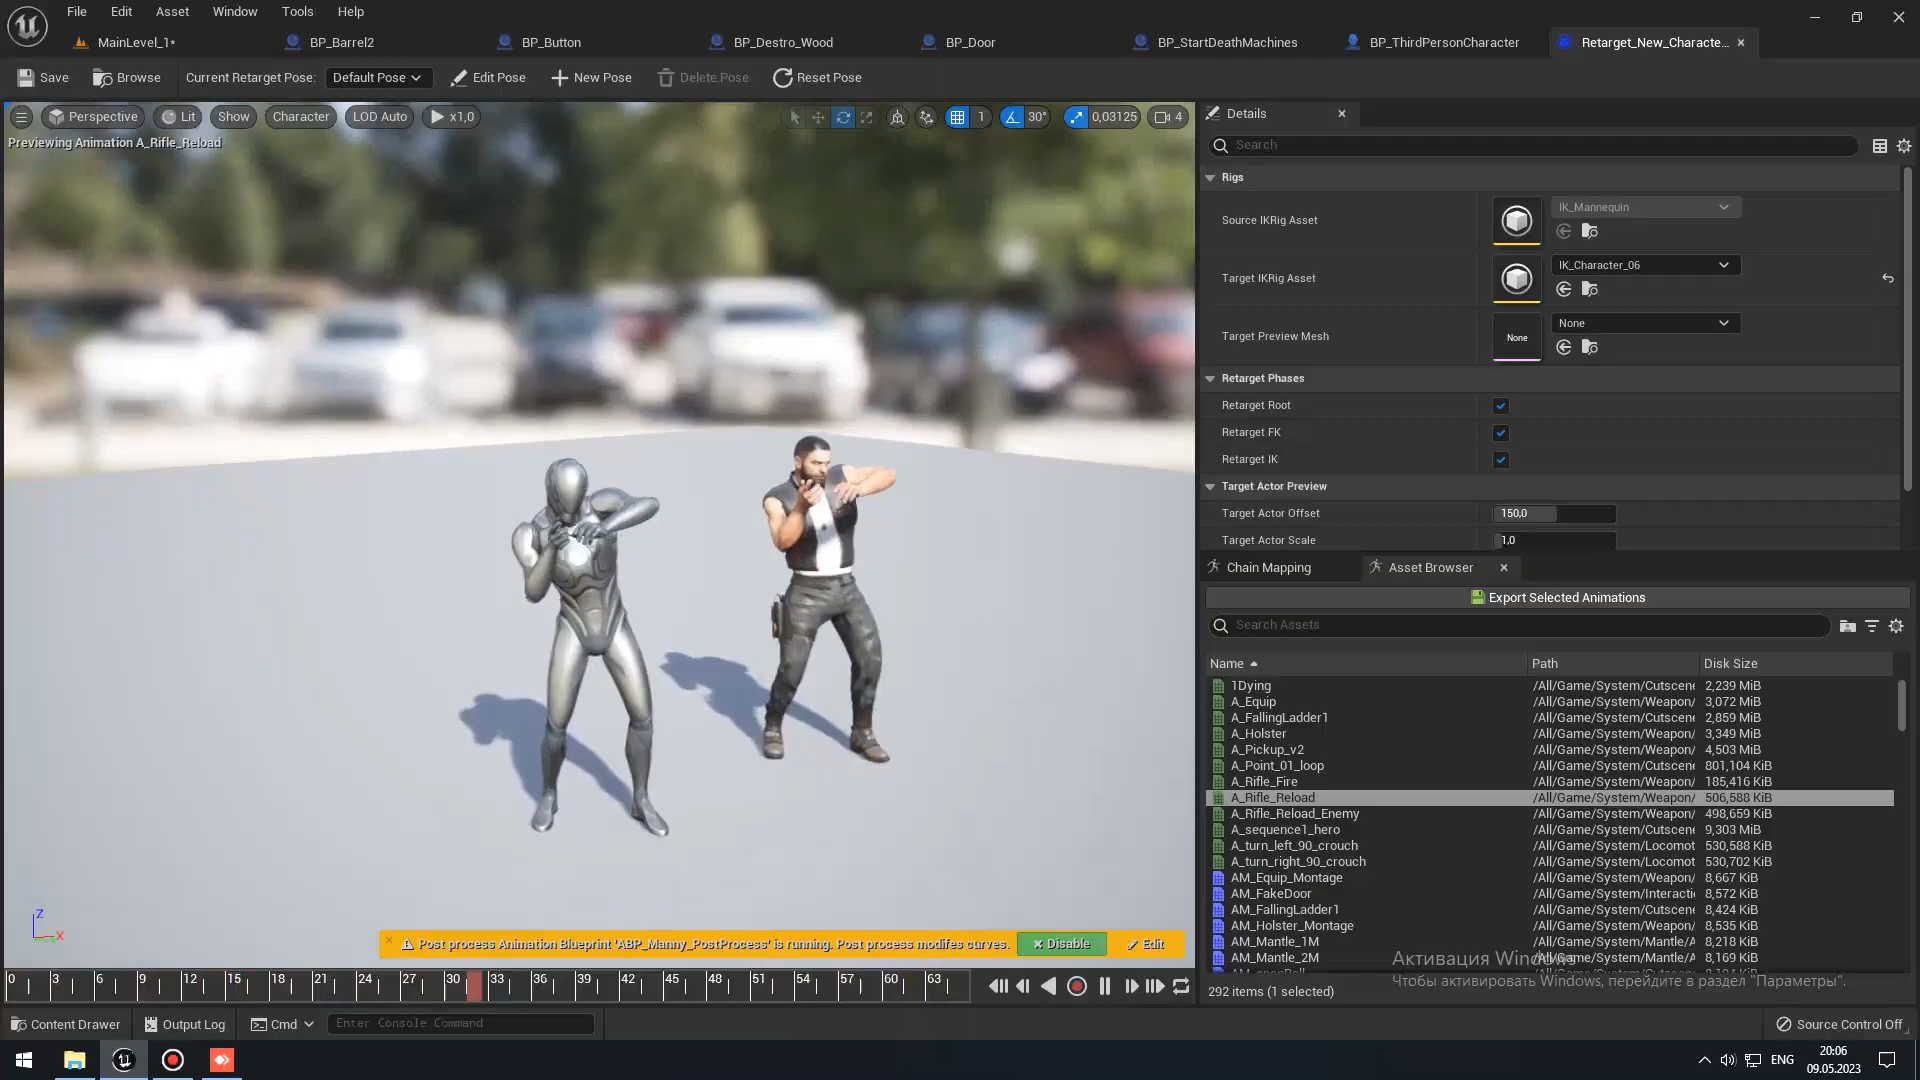 File Edit Asset Window Tools Help
MainLevel_1* BP_Barrel2 BP_Button BP_Destro_Wood BP_Door BP_StartDeathMachines BP_ThirdPersonCharacter Retarget_New_Characte...
Save Browse Current Retarget Pose: Default Pose Edit Pose New Pose Delete Pose Reset Pose
Perspective Lit Show Character LOD Auto x1,0 1 30° 0,03125 4
Previewing Animation A_Rifle_Reload
Details
Search
Rigs
Source IKRig Asset IK_Mannequin
Target IKRig Asset IK_Character_06
Target Preview Mesh None None
Retarget Phases
Retarget Root
Retarget FK
Retarget IK
Target Actor Preview
Target Actor Offset 150,0
Target Actor Scale 1,0
Chain Mapping Asset Browser
Export Selected Animations
Search Assets
Name Path Disk Size
1Dying /All/Game/System/Cutscene 2,239 MiB
A_Equip /All/Game/System/Weapon/ 3,072 MiB
A_FallingLadder1 /All/Game/System/Cutscene 2,859 MiB
A_Holster /All/Game/System/Weapon/ 3,349 MiB
A_Pickup_v2 /All/Game/System/Weapon/ 4,503 MiB
A_Point_01_loop /All/Game/System/Cutscene 801,104 KiB
A_Rifle_Fire /All/Game/System/Weapon/ 185,416 KiB
A_Rifle_Reload /All/Game/System/Weapon/ 506,588 KiB
A_Rifle_Reload_Enemy /All/Game/System/Weapon/ 498,659 KiB
A_sequence1_hero /All/Game/System/Cutscene 9,303 MiB
A_turn_left_90_crouch /All/Game/System/Locomot 530,588 KiB
A_turn_right_90_crouch /All/Game/System/Locomot 530,702 KiB
AM_Equip_Montage /All/Game/System/Weapon/ 8,667 KiB
AM_FakeDoor /All/Game/System/Interacti 8,572 KiB
AM_FallingLadder1 /All/Game/System/Cutscene 8,424 KiB
AM_Holster_Montage /All/Game/System/Weapon/ 8,535 KiB
AM_Mantle_1M /All/Game/System/Mantle/A 8,218 KiB
AM_Mantle_2M /All/Game/System/Mantle/A 8,169 KiB
292 items (1 selected)
Активация Windows
Чтобы активировать Windows, перейдите в раздел "Параметры".
Z
X
Post process Animation Blueprint 'ABP_Manny_PostProcess' is running. Post process modifes curves. Disable Edit
0 3 6 9 12 15 18 21 24 27 30 33 36 39 42 45 48 51 54 57 60 63
Content Drawer Output Log Cmd Enter Console Command Source Control Off
ENG 20:06
09.05.2023